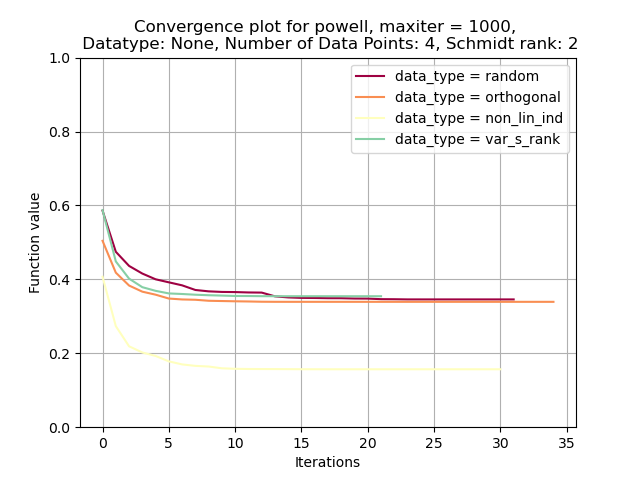 Convergence plot for powell, maxiter = 1000,
Datatype: None, Number of Data Points: 4, Schmidt rank: 2
1.0
0.8
0.6
0.4
0.2
0.0
Function value
data_type = random
data_type = orthogonal
data_type = non_lin_ind
data_type = var_s_rank
0 5 10 15 20 25 30 35
Iterations